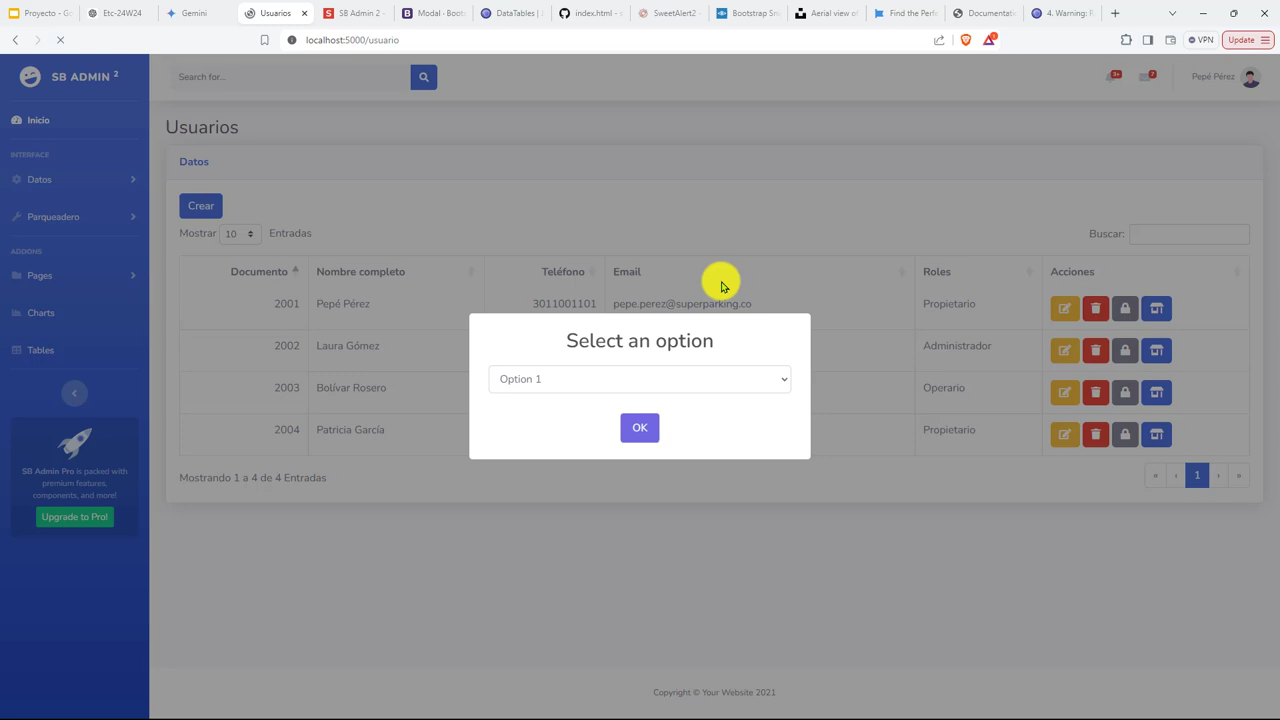 Proyecto - G
Etc-24W24
Gemini
Usuarios
SB Admin 2 -
Modal · Boots
DataTables | 
index.html - s
SweetAlert2 -
Bootstrap Sni
Aerial view of
Find the Perfe
Documentati
4. Warning: R
localhost:5000/usuario
VPN
Update
SB ADMIN 2
Search for...
3+
7
Pepé Pérez
Inicio
INTERFACE
Datos
Parqueadero
ADDONS
Pages
Charts
Tables
SB Admin Pro is packed with
premium features,
components, and more!
Upgrade to Pro!
Usuarios
Datos
Crear
Mostrar 10 Entradas
Buscar:
Documento Nombre completo Teléfono Email Roles Acciones
2001 Pepé Pérez 3011001101 pepe.perez@superparking.co Propietario
2002 Laura Gómez Administrador
2003 Bolívar Rosero Operario
2004 Patricia García Propietario
Mostrando 1 a 4 de 4 Entradas
« ‹ 1 › »
Select an option
Option 1
OK
Copyright © Your Website 2021